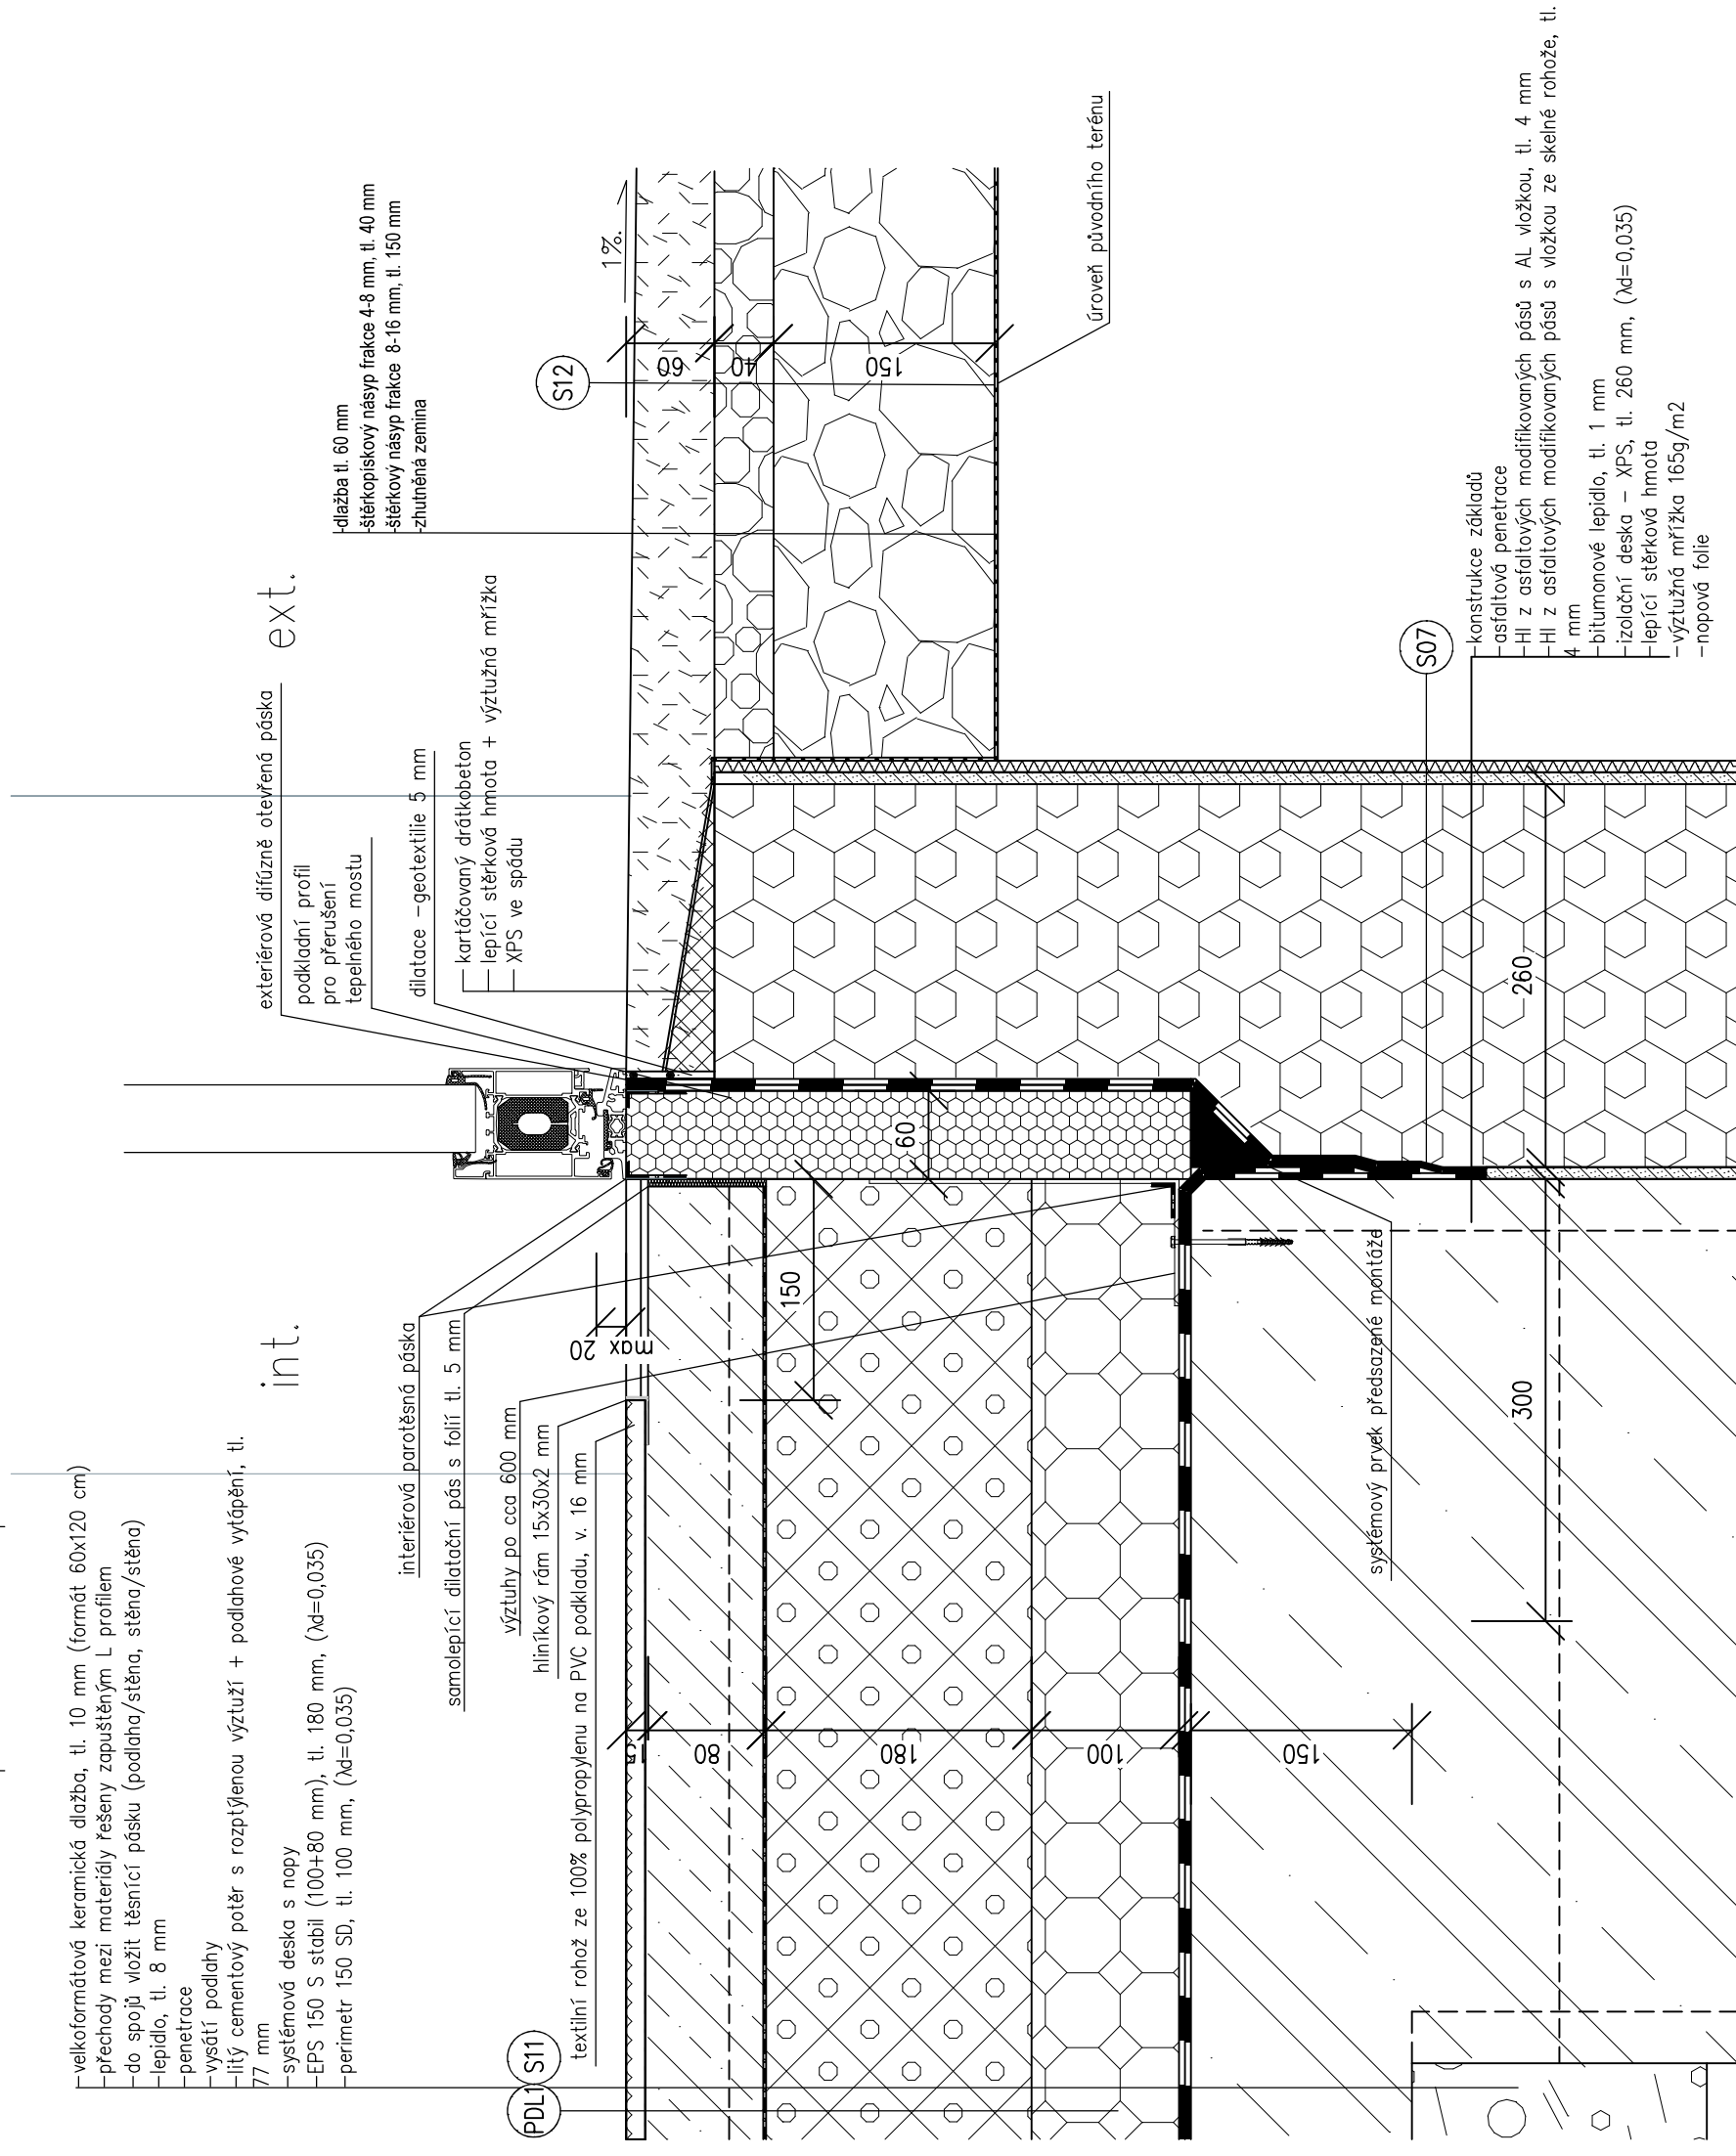 -velkoformátová keramická dlažba, tl. 10 mm (formát 60x120 cm)
-přechody mezi materiály řešeny zapuštěným L profilem
-do spojů vložit těsnící pásku (podlaha/stěna, stěna/stěna)
-lepidlo, tl. 8 mm
-penetrace
-vysátí podlahy
-litý cementový potěr s rozptýlenou výztuží + podlahové vytápění, tl.
77 mm
-systémová deska s nopy
-EPS 150 S stabil (100+80 mm), tl. 180 mm, (λd=0,035)
-perimetr 150 SD, tl. 100 mm, (λd=0,035)
int.
ext.
interiérová parotěsná páska
samolepící dilatační pás s folií tl. 5 mm
výztuhy po cca 600 mm
hliníkový rám 15x30x2 mm
textilní rohož ze 100% polypropylenu na PVC podkladu, v. 16 mm
PDL1
S11
exteriérová difúzně otevřená páska
podkladní profil
pro přerušení
tepelného mostu
dilatace -geotextilie 5 mm
kartáčovaný drátkobeton
lepící stěrková hmota + výztužná mřížka
XPS ve spádu
-dlažba tl. 60 mm
-štěrkopískový násyp frakce 4-8 mm, tl. 40 mm
-štěrkový násyp frakce 8-16 mm, tl. 150 mm
-zhutněná zemina
S12
1%.
60
40
150
úroveň původního terénu
max 20
150
60
15
80
180
100
150
260
300
systémový prvek předsazené montáže
S07
-konstrukce základů
-asfaltová penetrace
-HI z asfaltových modifikovaných pásů s AL vložkou, tl. 4 mm
-HI z asfaltových modifikovaných pásů s vložkou ze skelné rohože, tl.
4 mm
-bitumonové lepidlo, tl. 1 mm
-izolační deska - XPS, tl. 260 mm, (λd=0,035)
-lepící stěrková hmota
-výztužná mřížka 165g/m2
-nopová folie